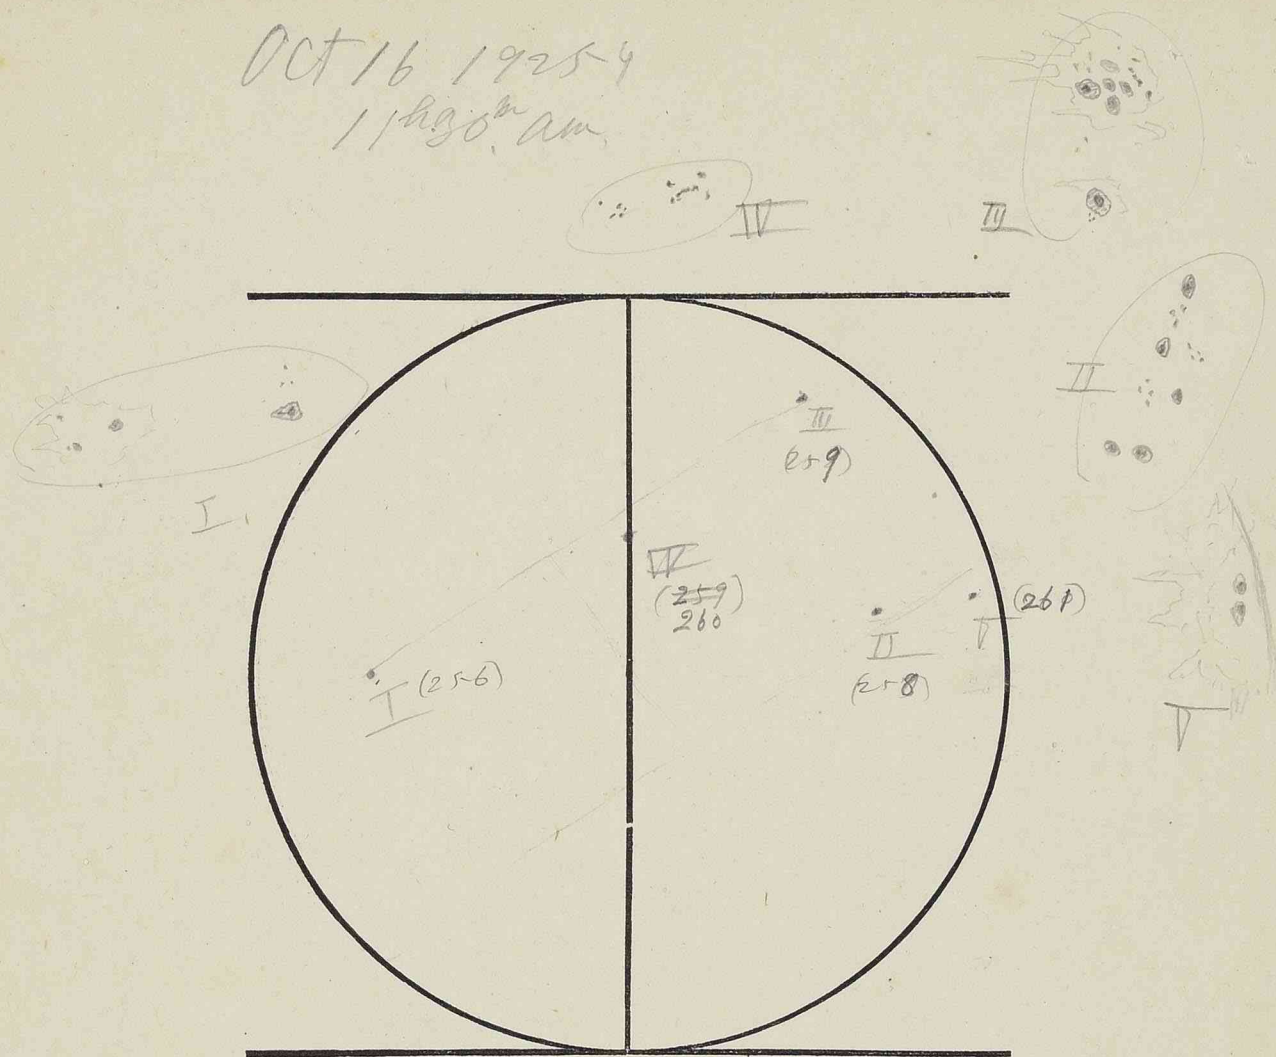 Oct 16 1925
11h30m am
IV
III
II
III
(259)
I
IV
(259)
260
(261)
V
II
(258)
I (256)
V